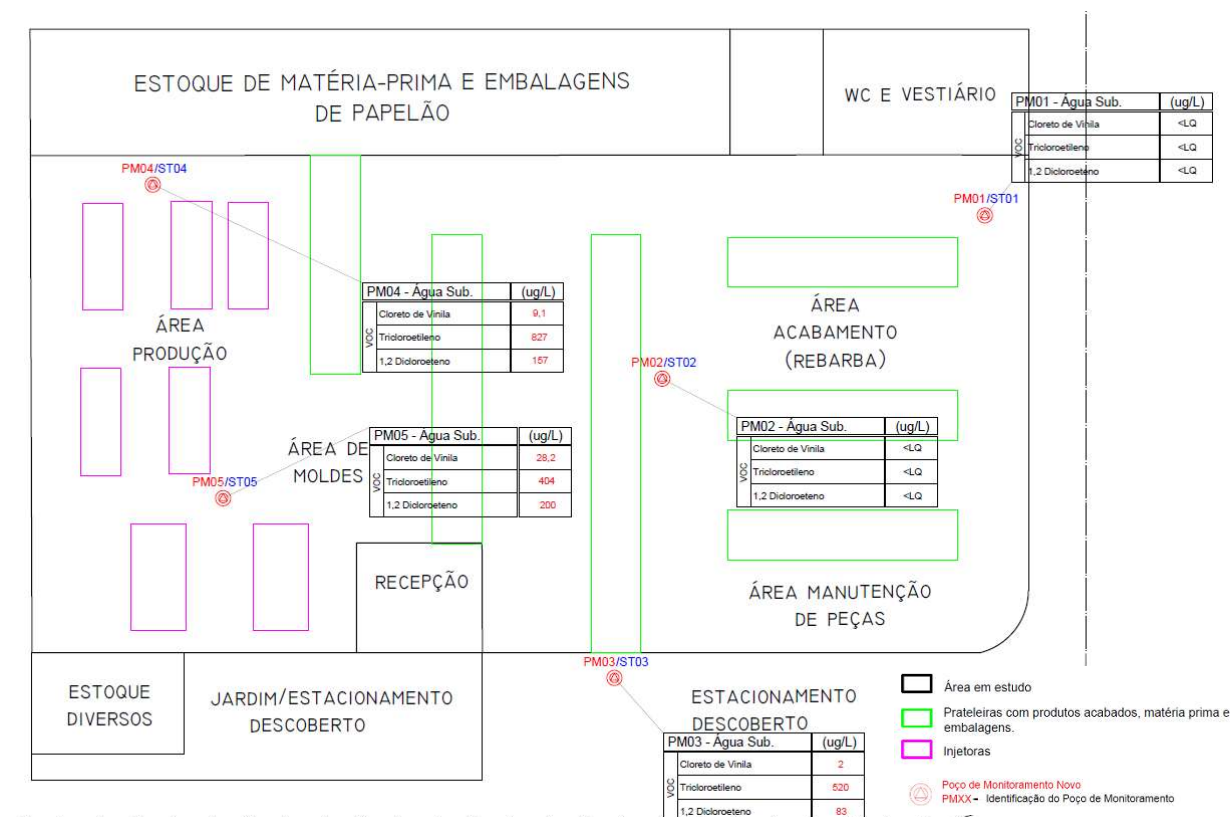 ESTOQUE DE MATÉRIA-PRIMA E EMBALAGENS
DE PAPELÃO
WC E VESTIÁRIO
PM01 - Água Sub. (ug/L)
VOC
Cloreto de Vinila <LQ
Tricloroetileno <LQ
1,2 Dicloroeteno <LQ
PM04/ST04
PM01/ST01
PM04 - Água Sub. (ug/L)
VOC
Cloreto de Vinila 9,1
Tricloroetileno 827
1,2 Dicloroeteno 157
ÁREA
PRODUÇÃO
ÁREA
ACABAMENTO
(REBARBA)
PM02/ST02
PM02 - Água Sub. (ug/L)
VOC
Cloreto de Vinila <LQ
Tricloroetileno <LQ
1,2 Dicloroeteno <LQ
ÁREA DE
MOLDES
PM05 - Água Sub. (ug/L)
VOC
Cloreto de Vinila 28,2
Tricloroetileno 404
1,2 Dicloroeteno 200
PM05/ST05
RECEPÇÃO
ÁREA MANUTENÇÃO
DE PEÇAS
PM03/ST03
ESTOQUE
DIVERSOS
JARDIM/ESTACIONAMENTO
DESCOBERTO
ESTACIONAMENTO
DESCOBERTO
PM03 - Água Sub. (ug/L)
VOC
Cloreto de Vinila 2
Tricloroetileno 520
1,2 Dicloroeteno 83
Área em estudo
Prateleiras com produtos acabados, matéria prima e
embalagens.
Injetoras
Poço de Monitoramento Novo
PMXX - Identificação do Poço de Monitoramento